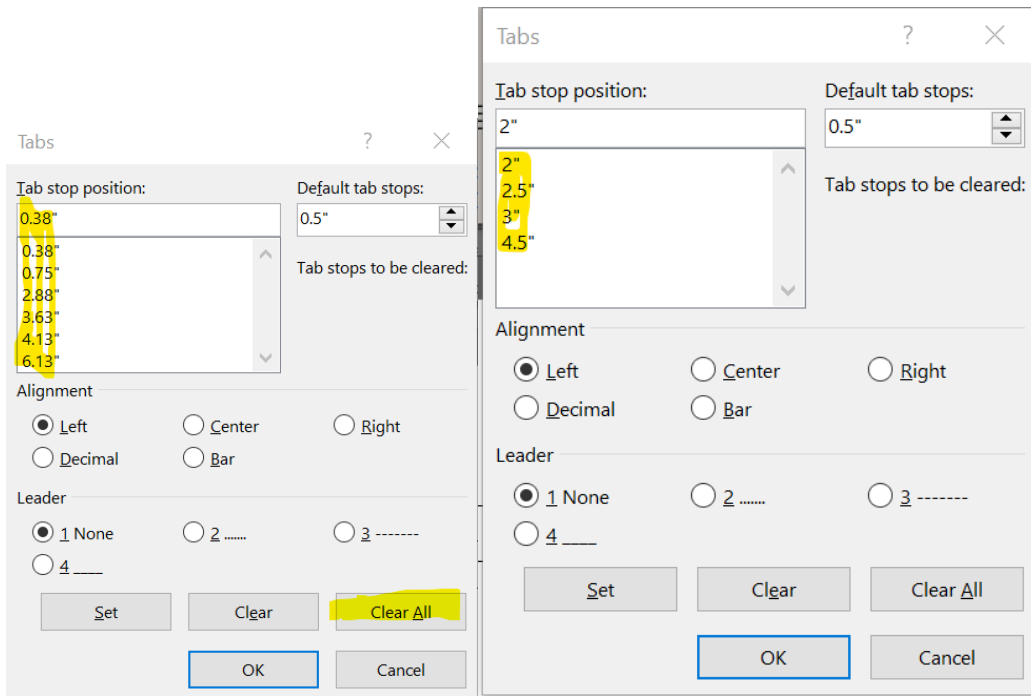 Tabs ? ×
Tab stop position: Default tab stops:
0.38" 0.5"
0.38"
0.75"
2.88"
3.63"
4.13"
6.13"
Tab stops to be cleared:
Alignment
Left Center Right
Decimal Bar
Leader
1 None 2 ....... 3 -------
4 ____
Set Clear Clear All
OK Cancel
Tabs ? ×
Tab stop position: Default tab stops:
2" 0.5"
2"
2.5"
3"
4.5"
Tab stops to be cleared:
Alignment
Left Center Right
Decimal Bar
Leader
1 None 2 ....... 3 -------
4 ____
Set Clear Clear All
OK Cancel